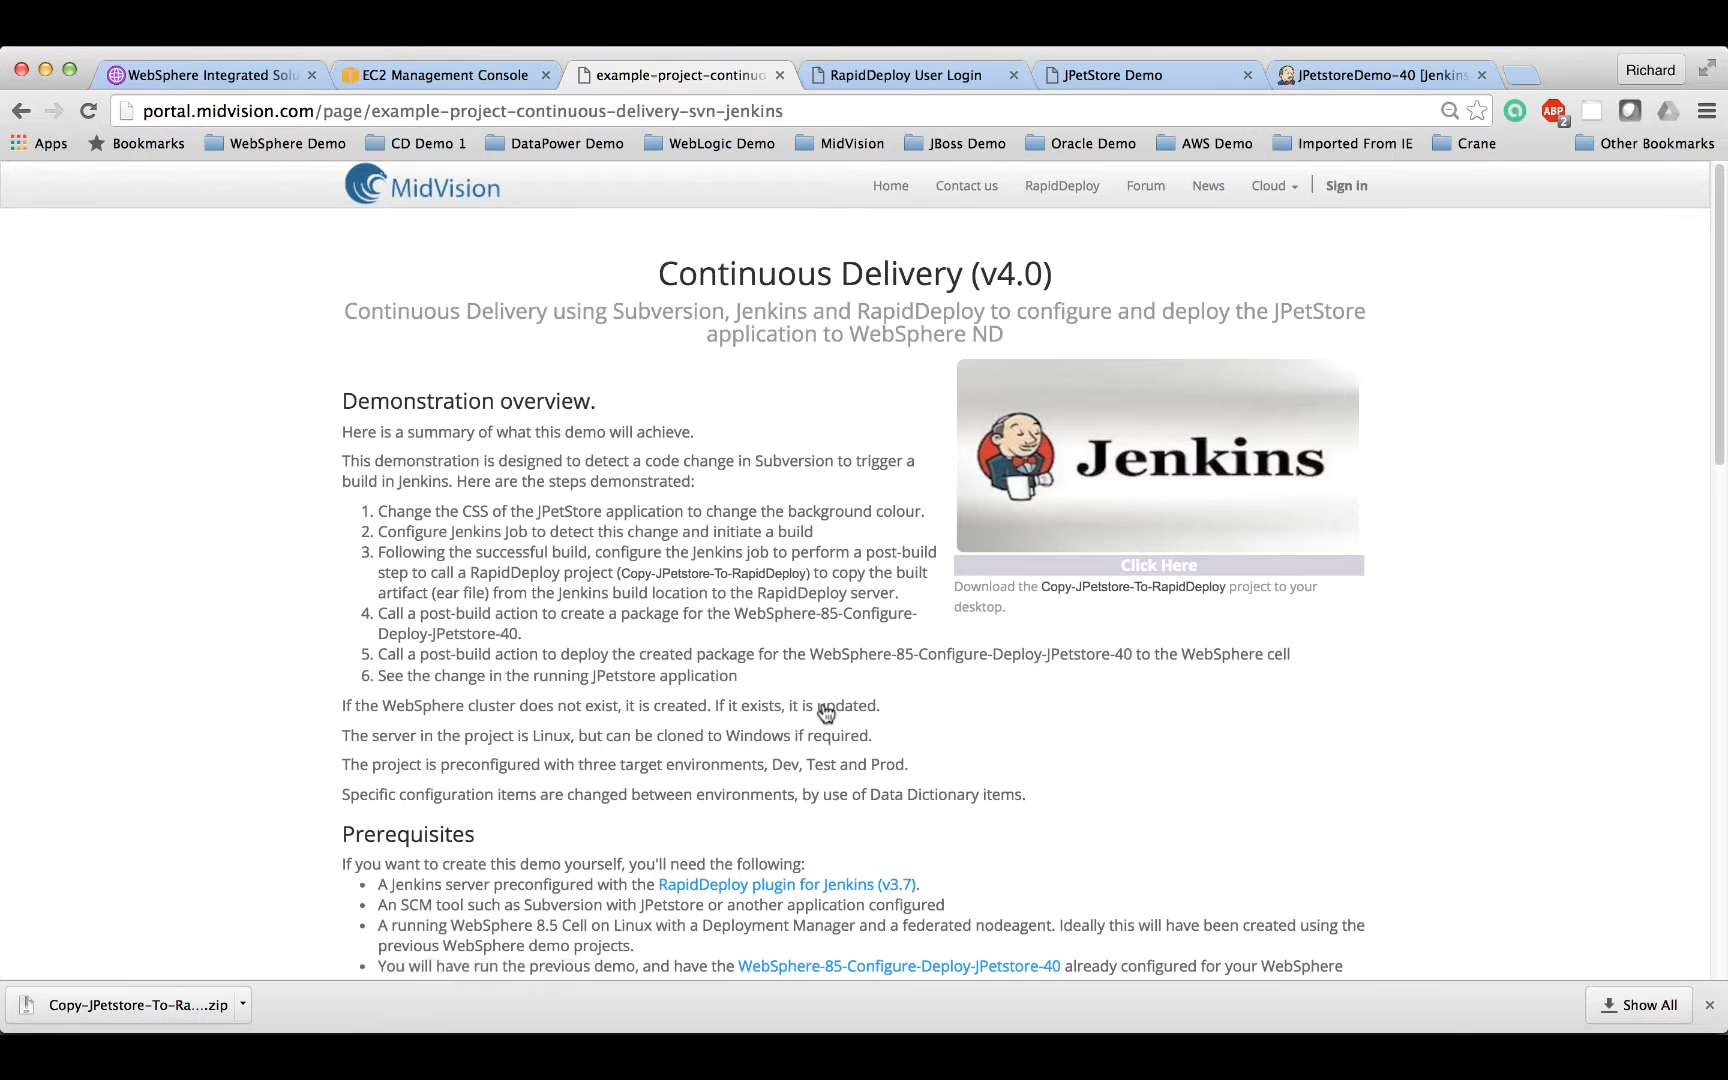 WebSphere Integrated Solu
EC2 Management Console
example-project-continuo
RapidDeploy User Login
JPetStore Demo
JPetstoreDemo-40 [Jenkins
Richard
portal.midvision.com/page/example-project-continuous-delivery-svn-jenkins
ABP
2
Apps
Bookmarks
WebSphere Demo
CD Demo 1
DataPower Demo
WebLogic Demo
MidVision
JBoss Demo
Oracle Demo
AWS Demo
Imported From IE
Crane
Other Bookmarks
MidVision
Home
Contact us
RapidDeploy
Forum
News
Cloud
Sign in
Continuous Delivery (v4.0)
Continuous Delivery using Subversion, Jenkins and RapidDeploy to configure and deploy the JPetStore
application to WebSphere ND
Demonstration overview.
Here is a summary of what this demo will achieve.
This demonstration is designed to detect a code change in Subversion to trigger a
build in Jenkins. Here are the steps demonstrated:
1. Change the CSS of the JPetStore application to change the background colour.
2. Configure Jenkins Job to detect this change and initiate a build
3. Following the successful build, configure the Jenkins job to perform a post-build
step to call a RapidDeploy project (Copy-JPetstore-To-RapidDeploy) to copy the built
artifact (ear file) from the Jenkins build location to the RapidDeploy server.
4. Call a post-build action to create a package for the WebSphere-85-Configure-
Deploy-JPetstore-40.
5. Call a post-build action to deploy the created package for the WebSphere-85-Configure-Deploy-JPetstore-40 to the WebSphere cell
6. See the change in the running JPetstore application
Jenkins
Click Here
Download the Copy-JPetstore-To-RapidDeploy project to your
desktop.
If the WebSphere cluster does not exist, it is created. If it exists, it is updated.
The server in the project is Linux, but can be cloned to Windows if required.
The project is preconfigured with three target environments, Dev, Test and Prod.
Specific configuration items are changed between environments, by use of Data Dictionary items.
Prerequisites
If you want to create this demo yourself, you'll need the following:
• A Jenkins server preconfigured with the RapidDeploy plugin for Jenkins (v3.7).
• An SCM tool such as Subversion with JPetstore or another application configured
• A running WebSphere 8.5 Cell on Linux with a Deployment Manager and a federated nodeagent. Ideally this will have been created using the
previous WebSphere demo projects.
• You will have run the previous demo, and have the WebSphere-85-Configure-Deploy-JPetstore-40 already configured for your WebSphere
Copy-JPetstore-To-Ra....zip
Show All